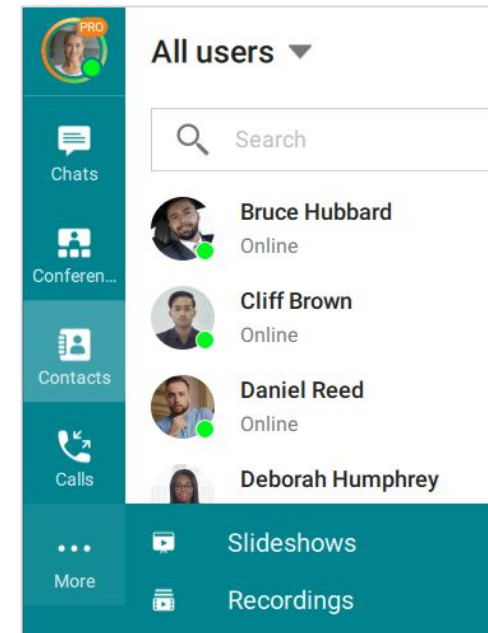 PRO
All users
Search
Chats
Bruce Hubbard
Online
Conferen...
Cliff Brown
Online
Contacts
Daniel Reed
Online
Calls
Deborah Humphrey
More
Slideshows
Recordings